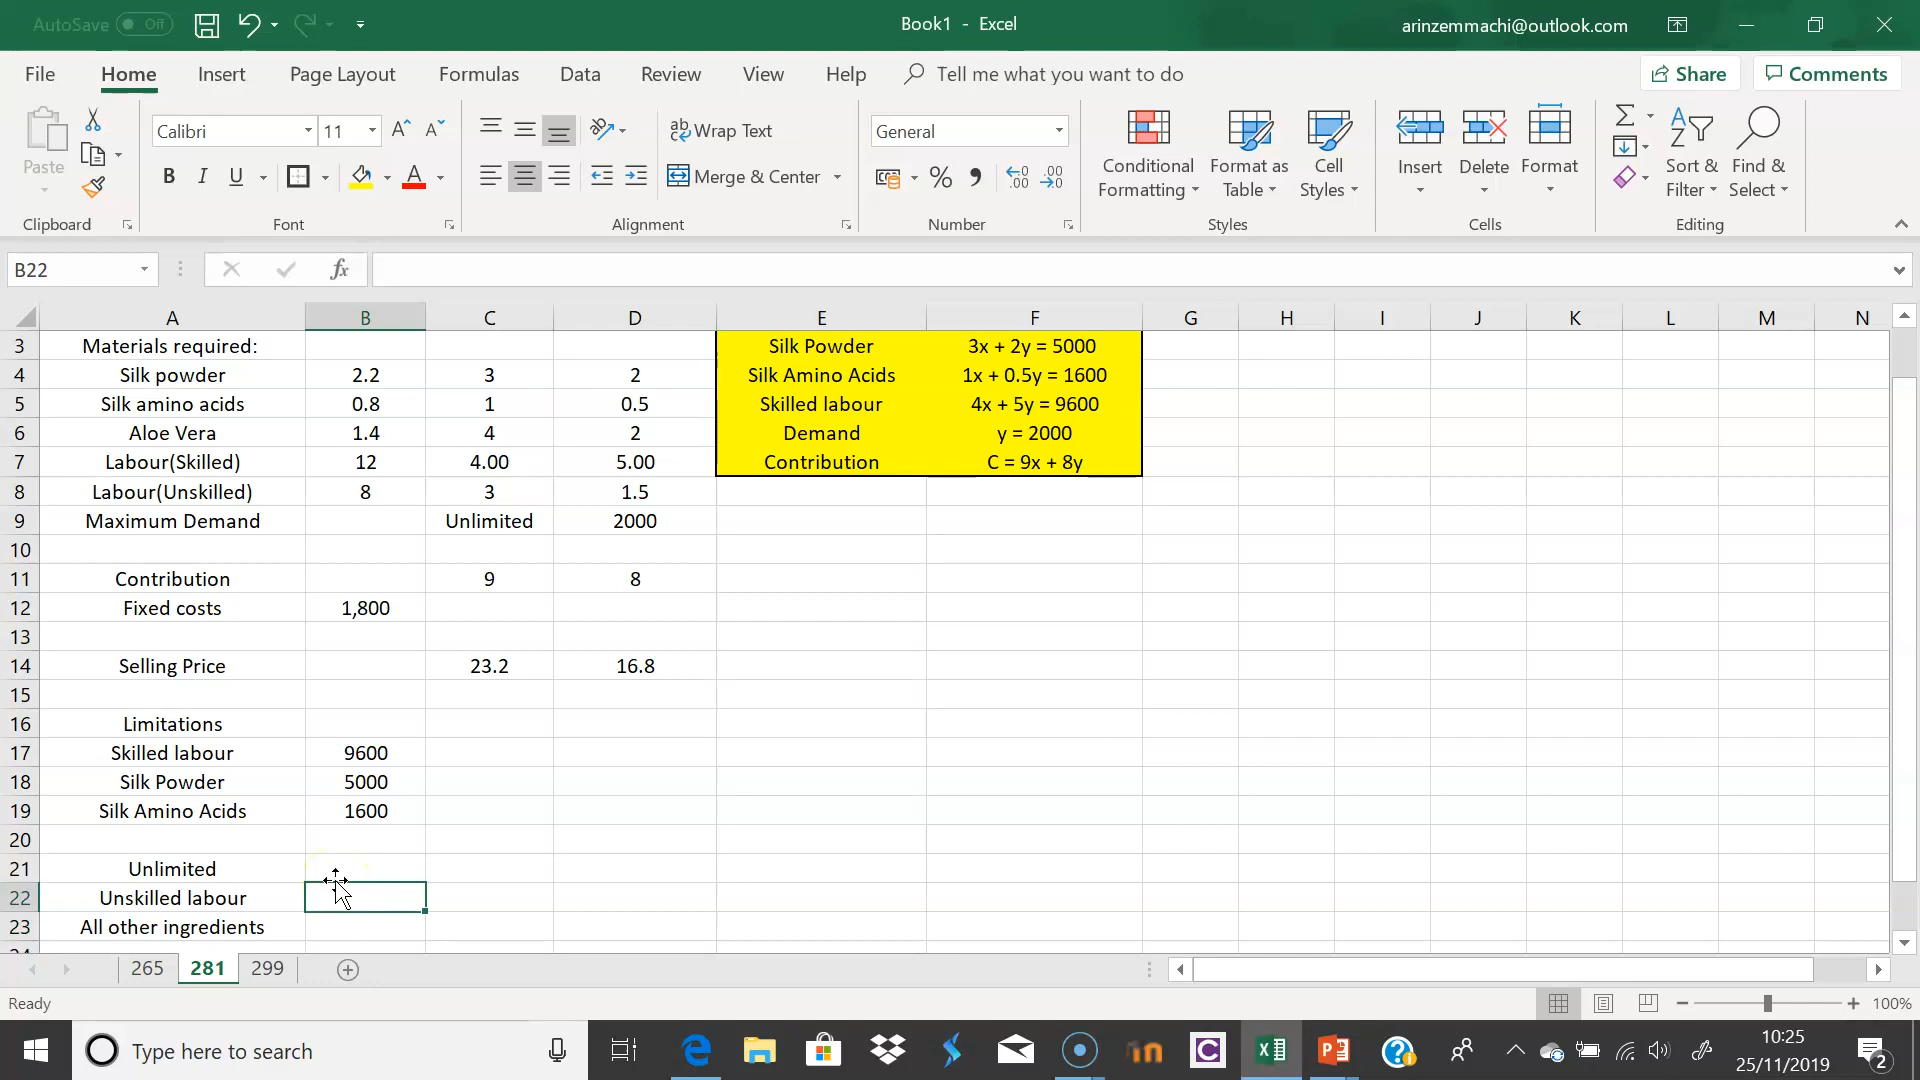 AutoSave Off
Book1 - Excel
arinzemmachi@outlook.com
File Home Insert Page Layout Formulas Data Review View Help Tell me what you want to do
Share Comments
Paste
Calibri 11
B I U A
Wrap Text
Merge & Center
General
Conditional Formatting
Format as Table
Cell Styles
Insert Delete Format
Sort & Filter
Find & Select
Clipboard Font Alignment Number Styles Cells Editing
B22 fx
A B C D E F G H I J K L M N
3 Materials required: Silk Powder 3x + 2y = 5000
4 Silk powder 2.2 3 2 Silk Amino Acids 1x + 0.5y = 1600
5 Silk amino acids 0.8 1 0.5 Skilled labour 4x + 5y = 9600
6 Aloe Vera 1.4 4 2 Demand y = 2000
7 Labour(Skilled) 12 4.00 5.00 Contribution C = 9x + 8y
8 Labour(Unskilled) 8 3 1.5
9 Maximum Demand Unlimited 2000
10
11 Contribution 9 8
12 Fixed costs 1,800
13
14 Selling Price 23.2 16.8
15
16 Limitations
17 Skilled labour 9600
18 Silk Powder 5000
19 Silk Amino Acids 1600
20
21 Unlimited
22 Unskilled labour
23 All other ingredients
265 281 299
Ready
100%
Type here to search
10:25
25/11/2019
2